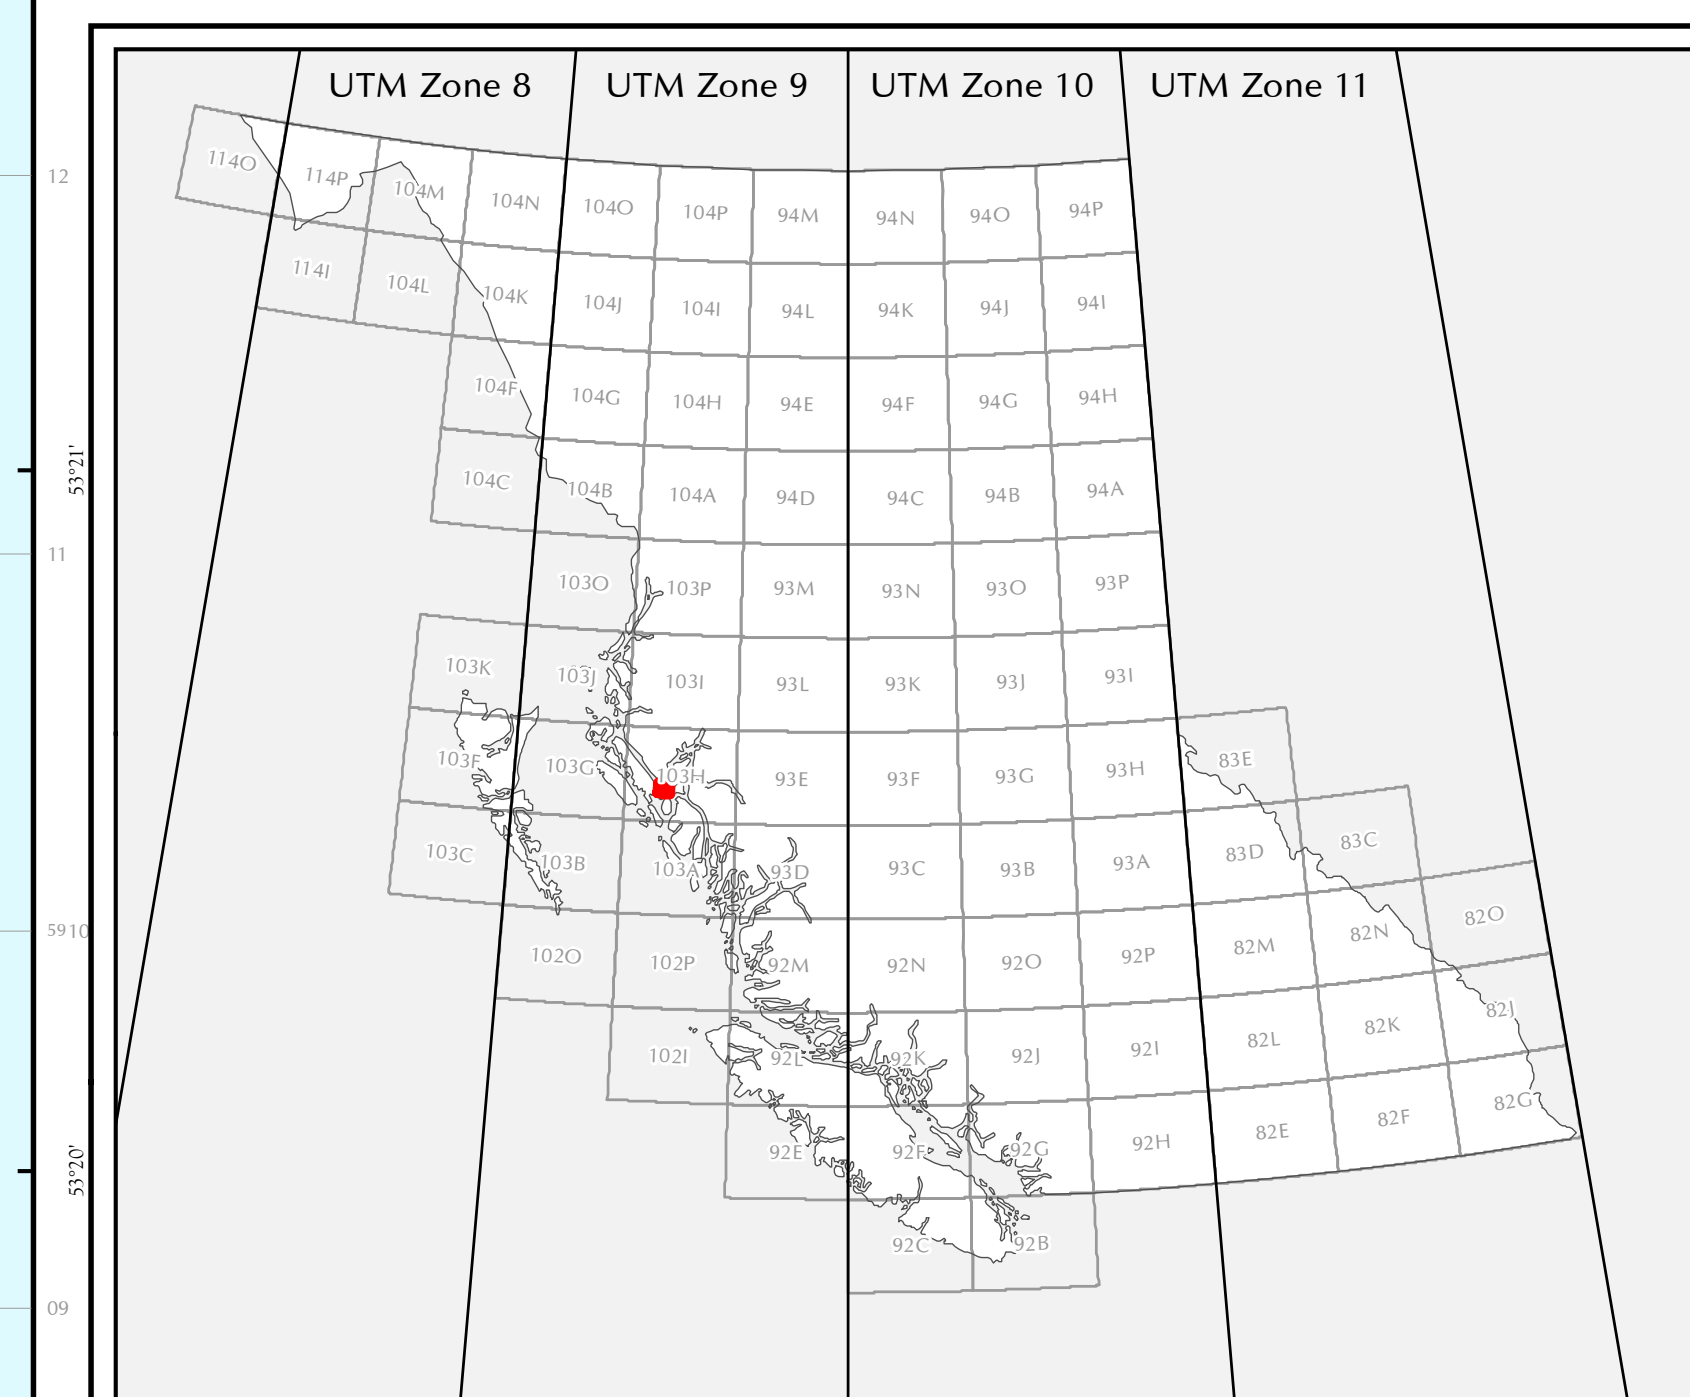 UTM Zone 8 UTM Zone 9 UTM Zone 10 UTM Zone 11
12
114O 114P 104M 104N 104O 104P 94M 94N 94O 94P
114I 104L 104K 104J 104I 94L 94K 94J 94I
104F 104G 104H 94E 94F 94G 94H
53°21'
104C 104B 104A 94D 94C 94B 94A
11
103O 103P 93M 93N 93O 93P
103K 103J 103I 93L 93K 93J 93I
103F 103G 103H 93E 93F 93G 93H 83E
103C 103B 103A 93D 93C 93B 93A 83D 83C
5910
102O 102P 92M 92N 92O 92P 82M 82N 82O
102I 92L 92K 92J 92I 82L 82K 82J
53°20'
92E 92F 92G 92H 82E 82F 82G
92C 92B
09